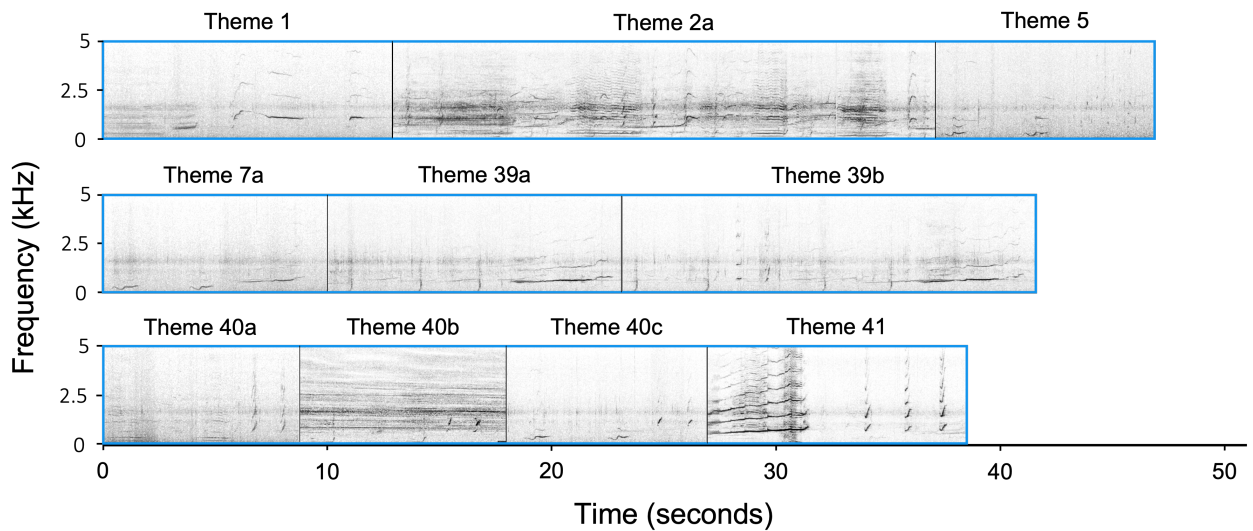 Theme 1 Theme 2a Theme 5
5
2.5
0
Theme 7a Theme 39a Theme 39b
5
2.5
0
Frequency (kHz)
Theme 40a Theme 40b Theme 40c Theme 41
5
2.5
0
0 10 20 30 40 50
Time (seconds)